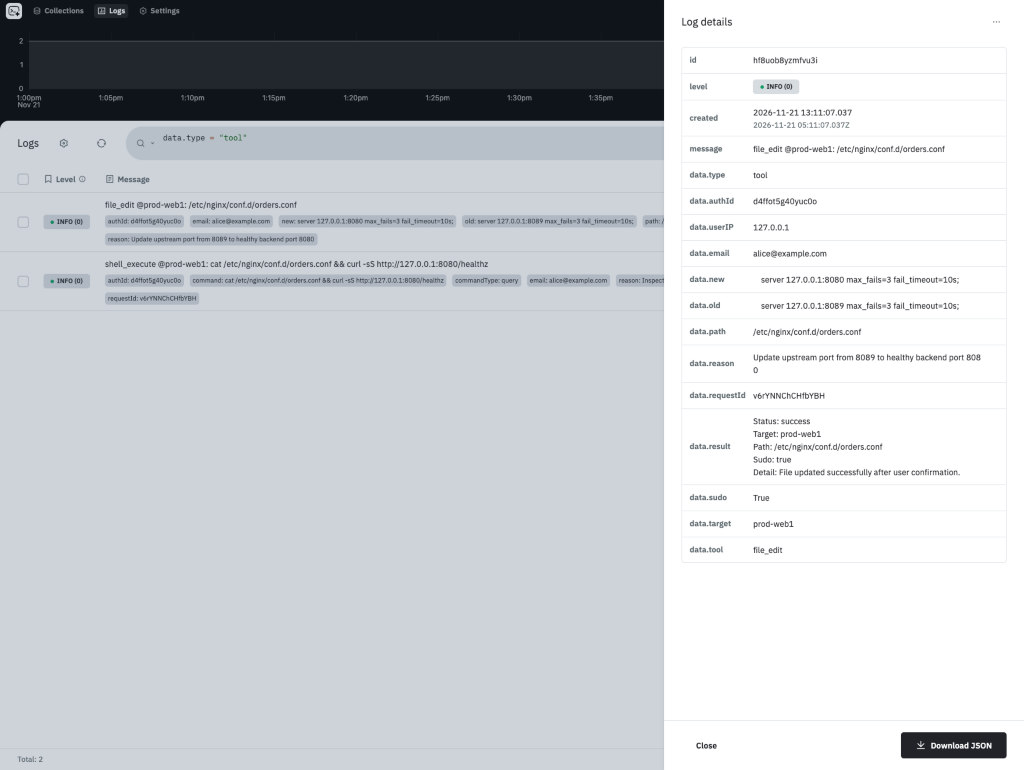 Collections Logs Settings
2
1
0
1:00pm 1:05pm 1:10pm 1:15pm 1:20pm 1:25pm 1:30pm 1:35pm
Nov 21
Logs data.type = "tool"
Level Message
file_edit @prod-web1: /etc/nginx/conf.d/orders.conf
INFO (0) authId: d4ffot5g40yuc0o email: alice@example.com new: server 127.0.0.1:8080 max_fails=3 fail_timeout=10s; old: server 127.0.0.1:8089 max_fails=3 fail_timeout=10s; path: /
reason: Update upstream port from 8089 to healthy backend port 8080
shell_execute @prod-web1: cat /etc/nginx/conf.d/orders.conf && curl -sS http://127.0.0.1:8080/healthz
INFO (0) authId: d4ffot5g40yuc0o command: cat /etc/nginx/conf.d/orders.conf && curl -sS http://127.0.0.1:8080/healthz commandType: query email: alice@example.com reason: Inspect
requestId: v6rYNNChCHfbYBH
Total: 2
Log details
id hf8uob8yzmfvu3i
level INFO (0)
created 2026-11-21 13:11:07.037
2026-11-21 05:11:07.037Z
message file_edit @prod-web1: /etc/nginx/conf.d/orders.conf
data.type tool
data.authId d4ffot5g40yuc0o
data.userIP 127.0.0.1
data.email alice@example.com
data.new server 127.0.0.1:8080 max_fails=3 fail_timeout=10s;
data.old server 127.0.0.1:8089 max_fails=3 fail_timeout=10s;
data.path /etc/nginx/conf.d/orders.conf
data.reason Update upstream port from 8089 to healthy backend port 808
0
data.requestId v6rYNNChCHfbYBH
data.result Status: success
Target: prod-web1
Path: /etc/nginx/conf.d/orders.conf
Sudo: true
Detail: File updated successfully after user confirmation.
data.sudo True
data.target prod-web1
data.tool file_edit
Close Download JSON